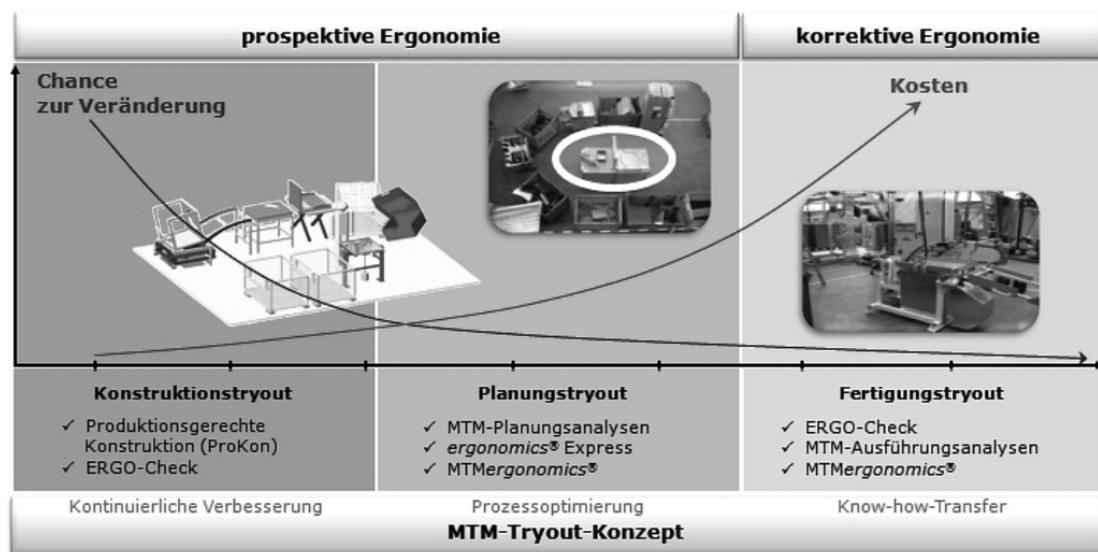 prospektive Ergonomie
korrektive Ergonomie
Chance
zur Veränderung
Kosten
Konstruktionstryout
✓ Produktionsgerechte
Konstruktion (ProKon)
✓ ERGO-Check
Planungstryout
✓ MTM-Planungsanalysen
✓ ergonomics® Express
✓ MTMergonomics®
Fertigungstryout
✓ ERGO-Check
✓ MTM-Ausführungsanalysen
✓ MTMergonomics®
Kontinuierliche Verbesserung
Prozessoptimierung
Know-how-Transfer
MTM-Tryout-Konzept